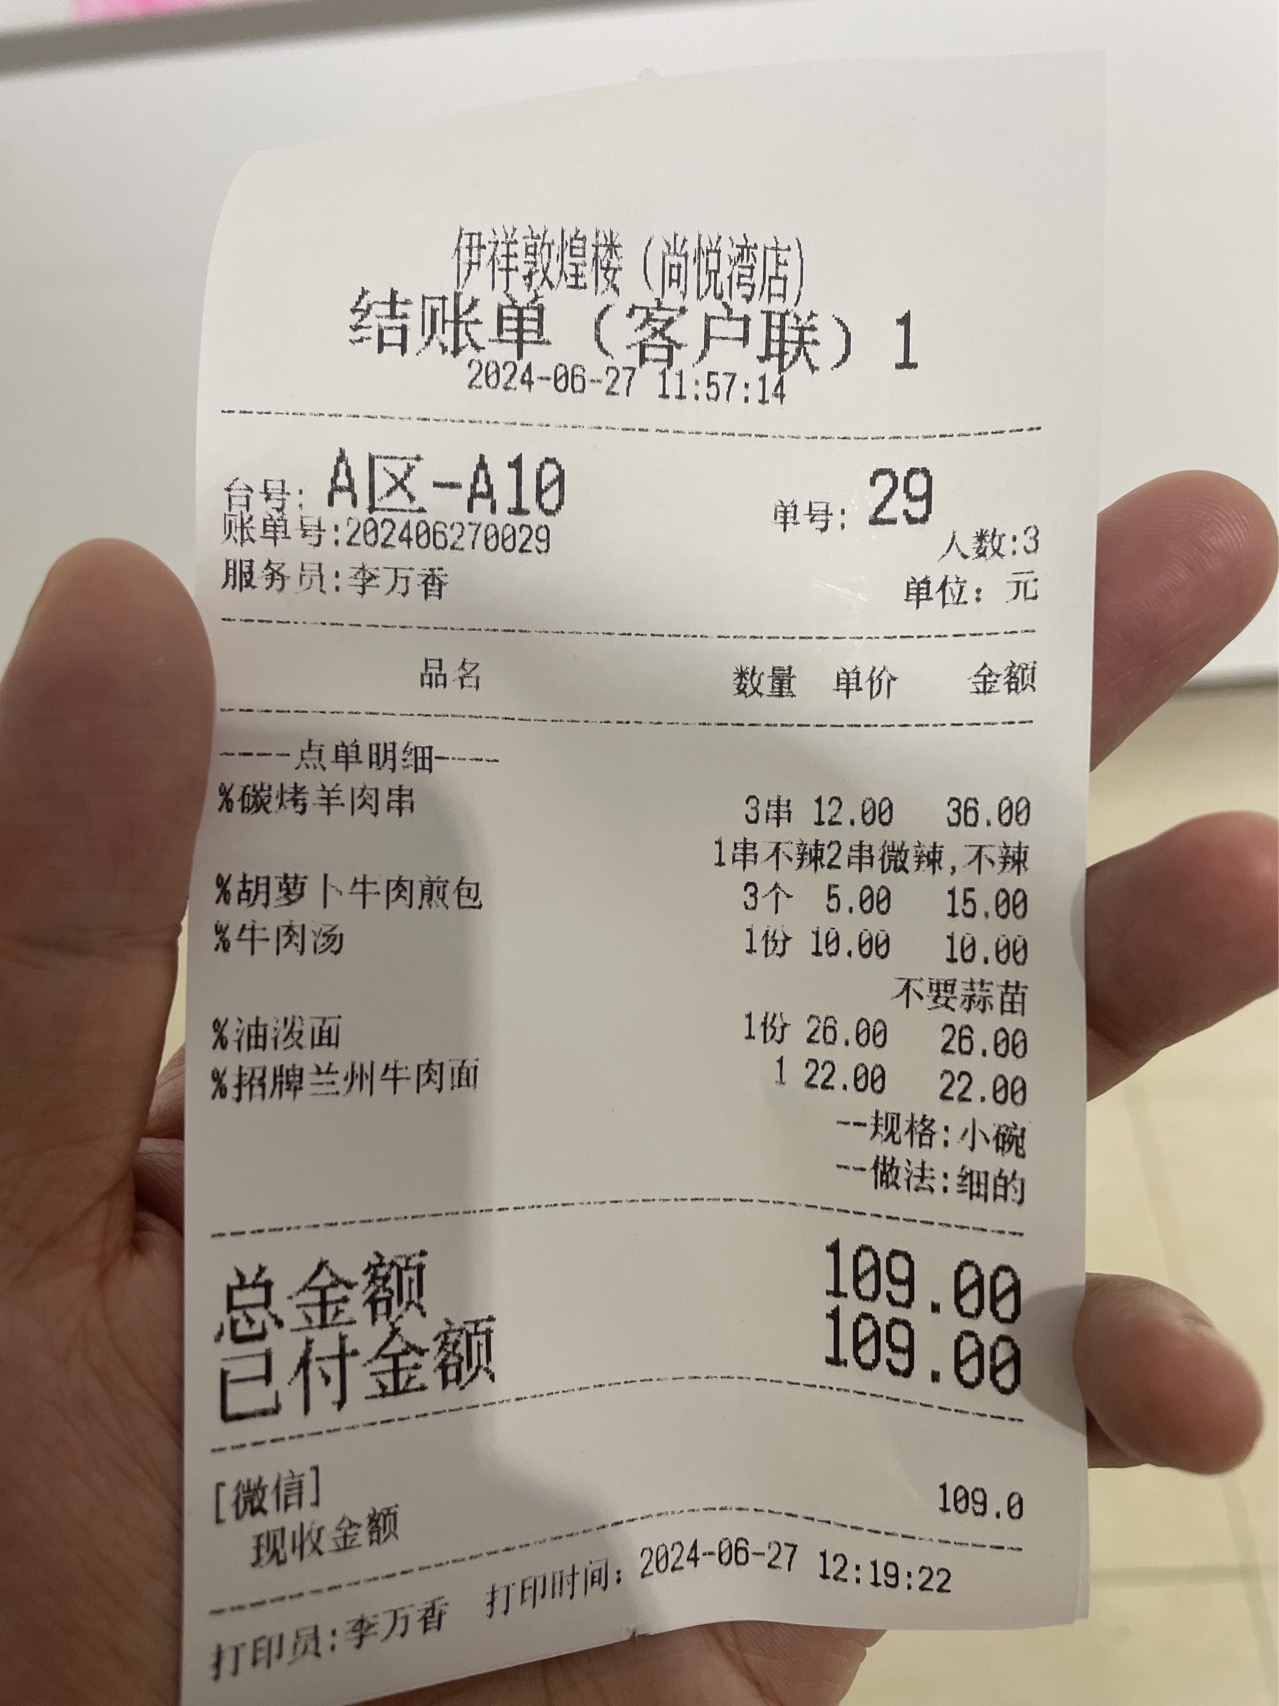 伊祥敦煌楼（尚悦湾店）
结账单（客户联）1
2024-06-27 11:57:14
台号: A区-A10 单号: 29
账单号:202406270029 人数:3
服务员:李万香 单位: 元
品名 数量 单价 金额
----点单明细----
%碳烤羊肉串 3串 12.00 36.00
1串不辣2串微辣,不辣
%胡萝卜牛肉煎包 3个 5.00 15.00
%牛肉汤 1份 10.00 10.00
不要蒜苗
%油泼面 1份 26.00 26.00
%招牌兰州牛肉面 1 22.00 22.00
--规格:小碗
--做法:细的
总金额 109.00
已付金额 109.00
[微信] 109.0
现收金额
打印员:李万香 打印时间: 2024-06-27 12:19:22